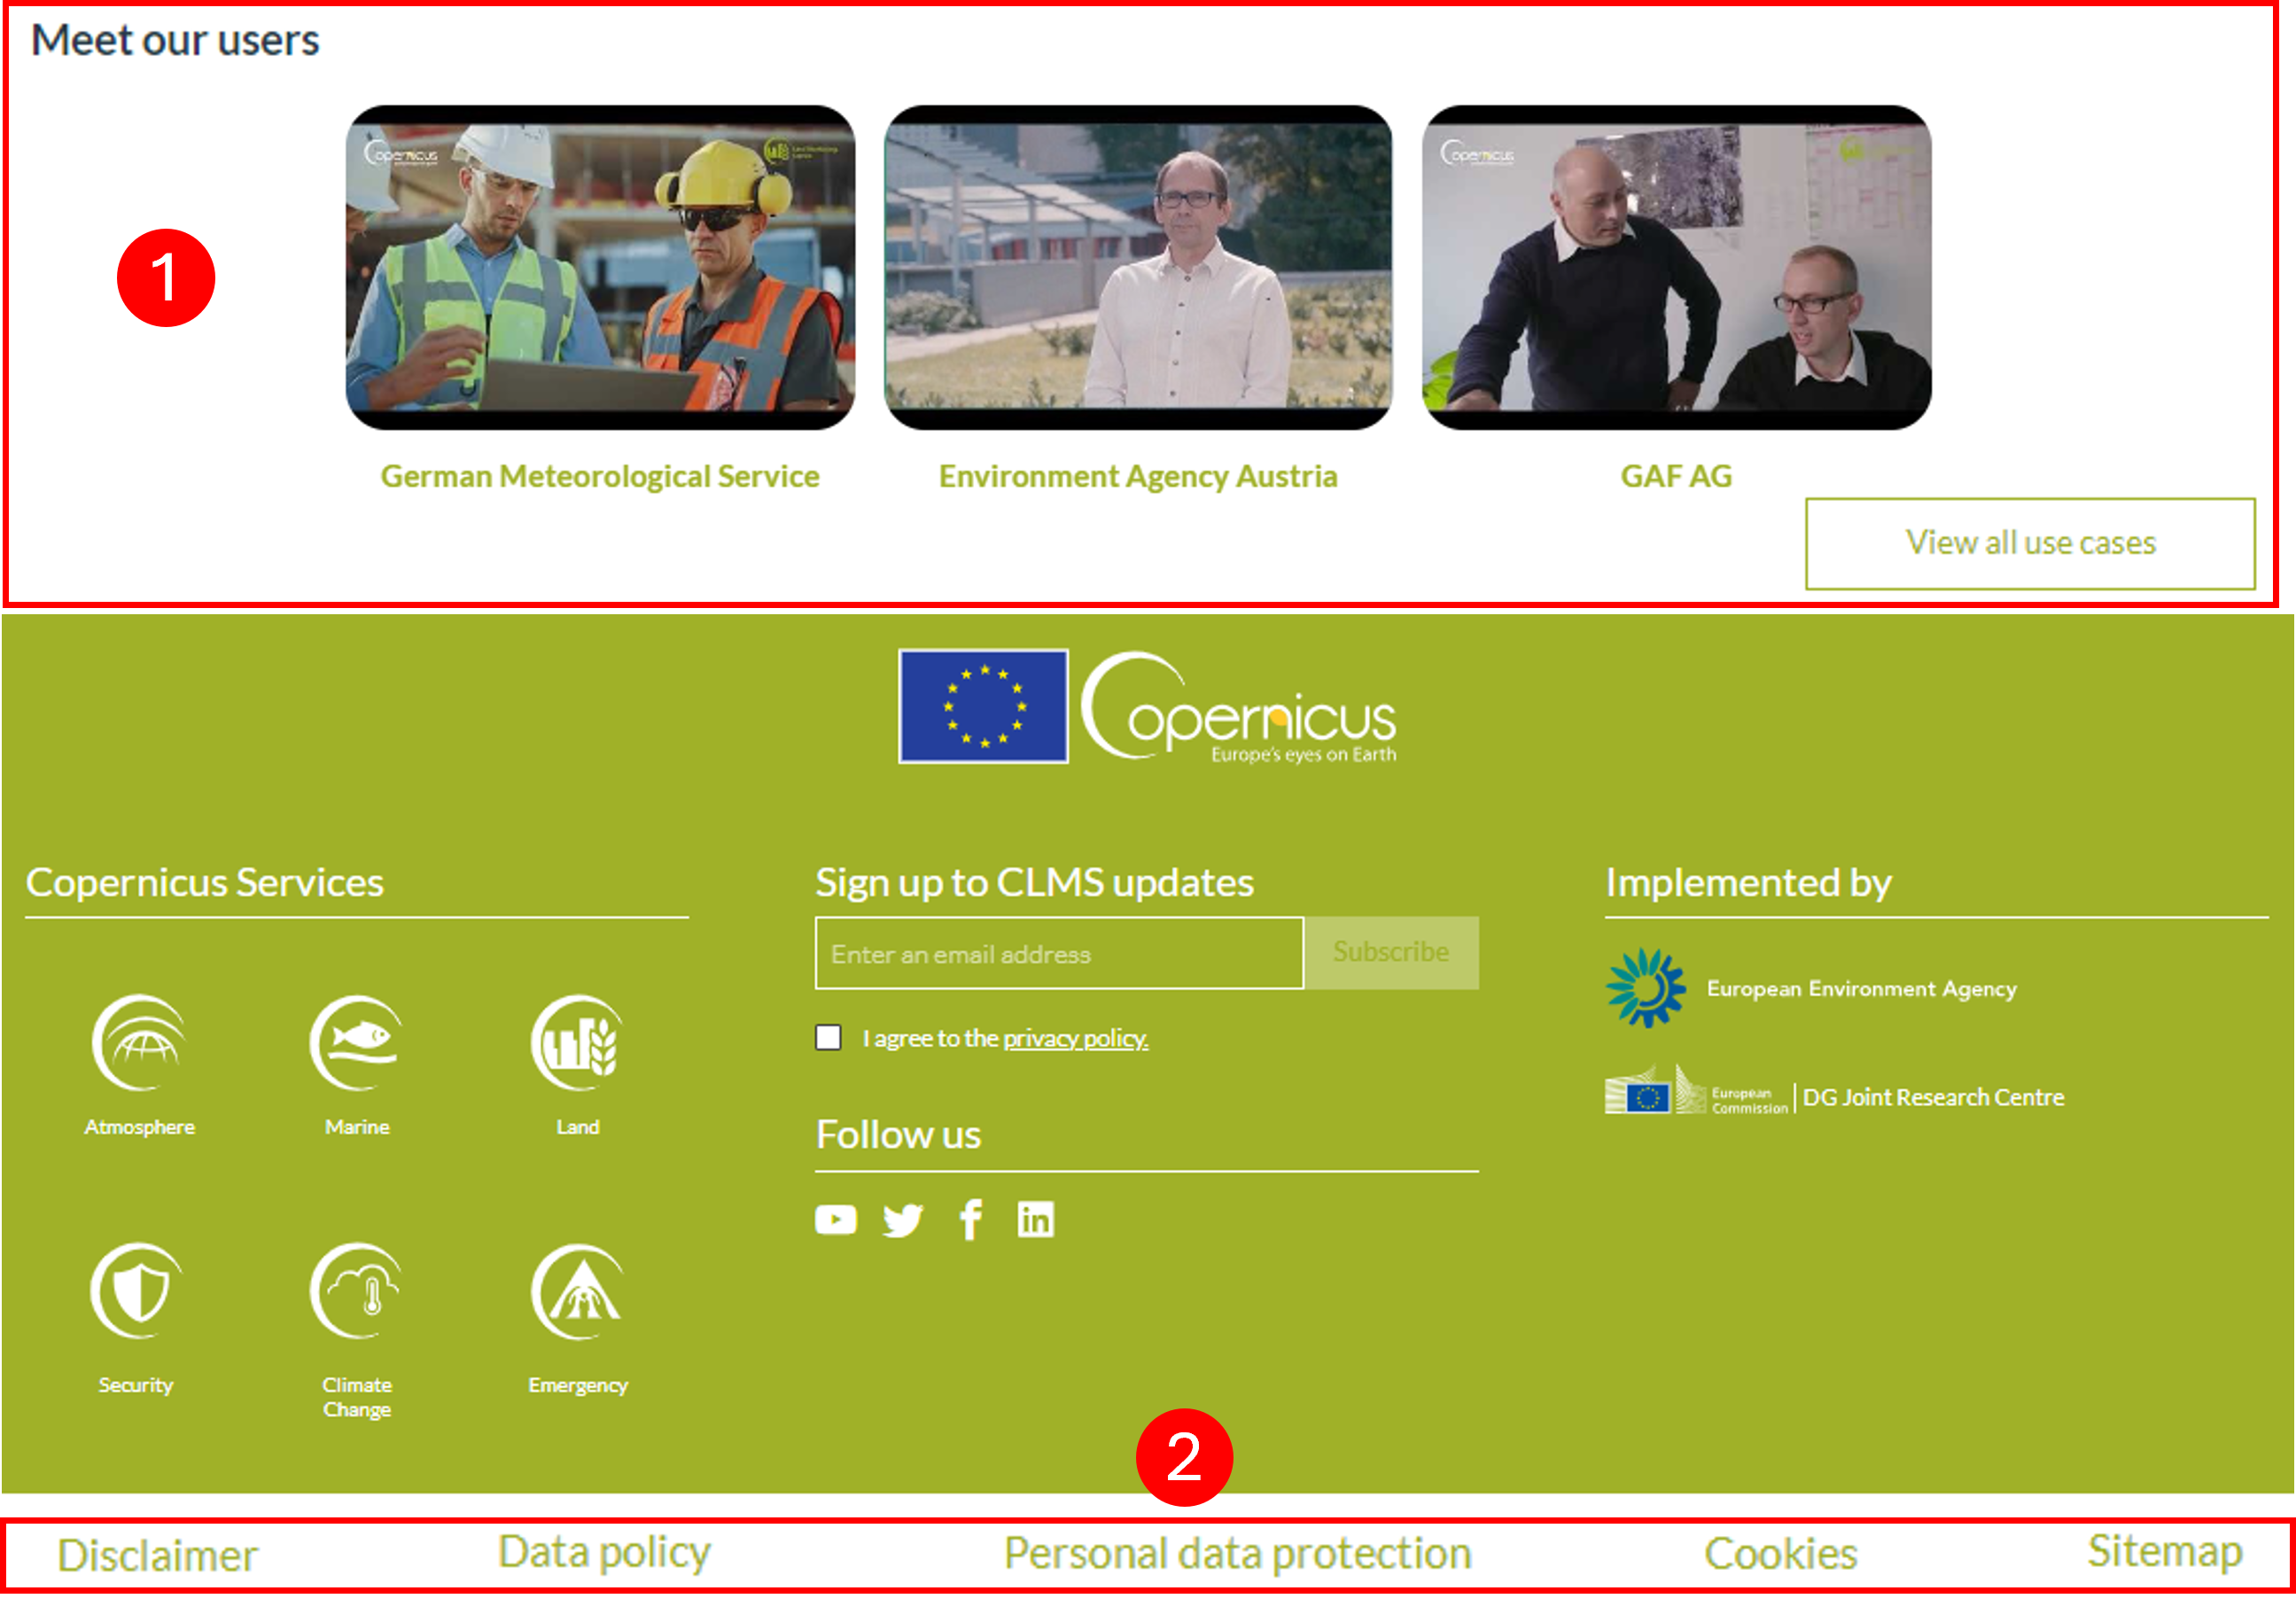 Meet our users
Copernicus
Copernicus
1
German Meteorological Service
Environment Agency Austria
GAF AG
View all use cases
Copernicus
Europe's eyes on Earth
Copernicus Services
Sign up to CLMS updates
Implemented by
Enter an email address
Subscribe
European Environment Agency
I agree to the privacy policy.
European
Commission
DG Joint Research Centre
Atmosphere
Marine
Land
Follow us
f
in
Security
Climate
Change
Emergency
2
Disclaimer
Data policy
Personal data protection
Cookies
Sitemap